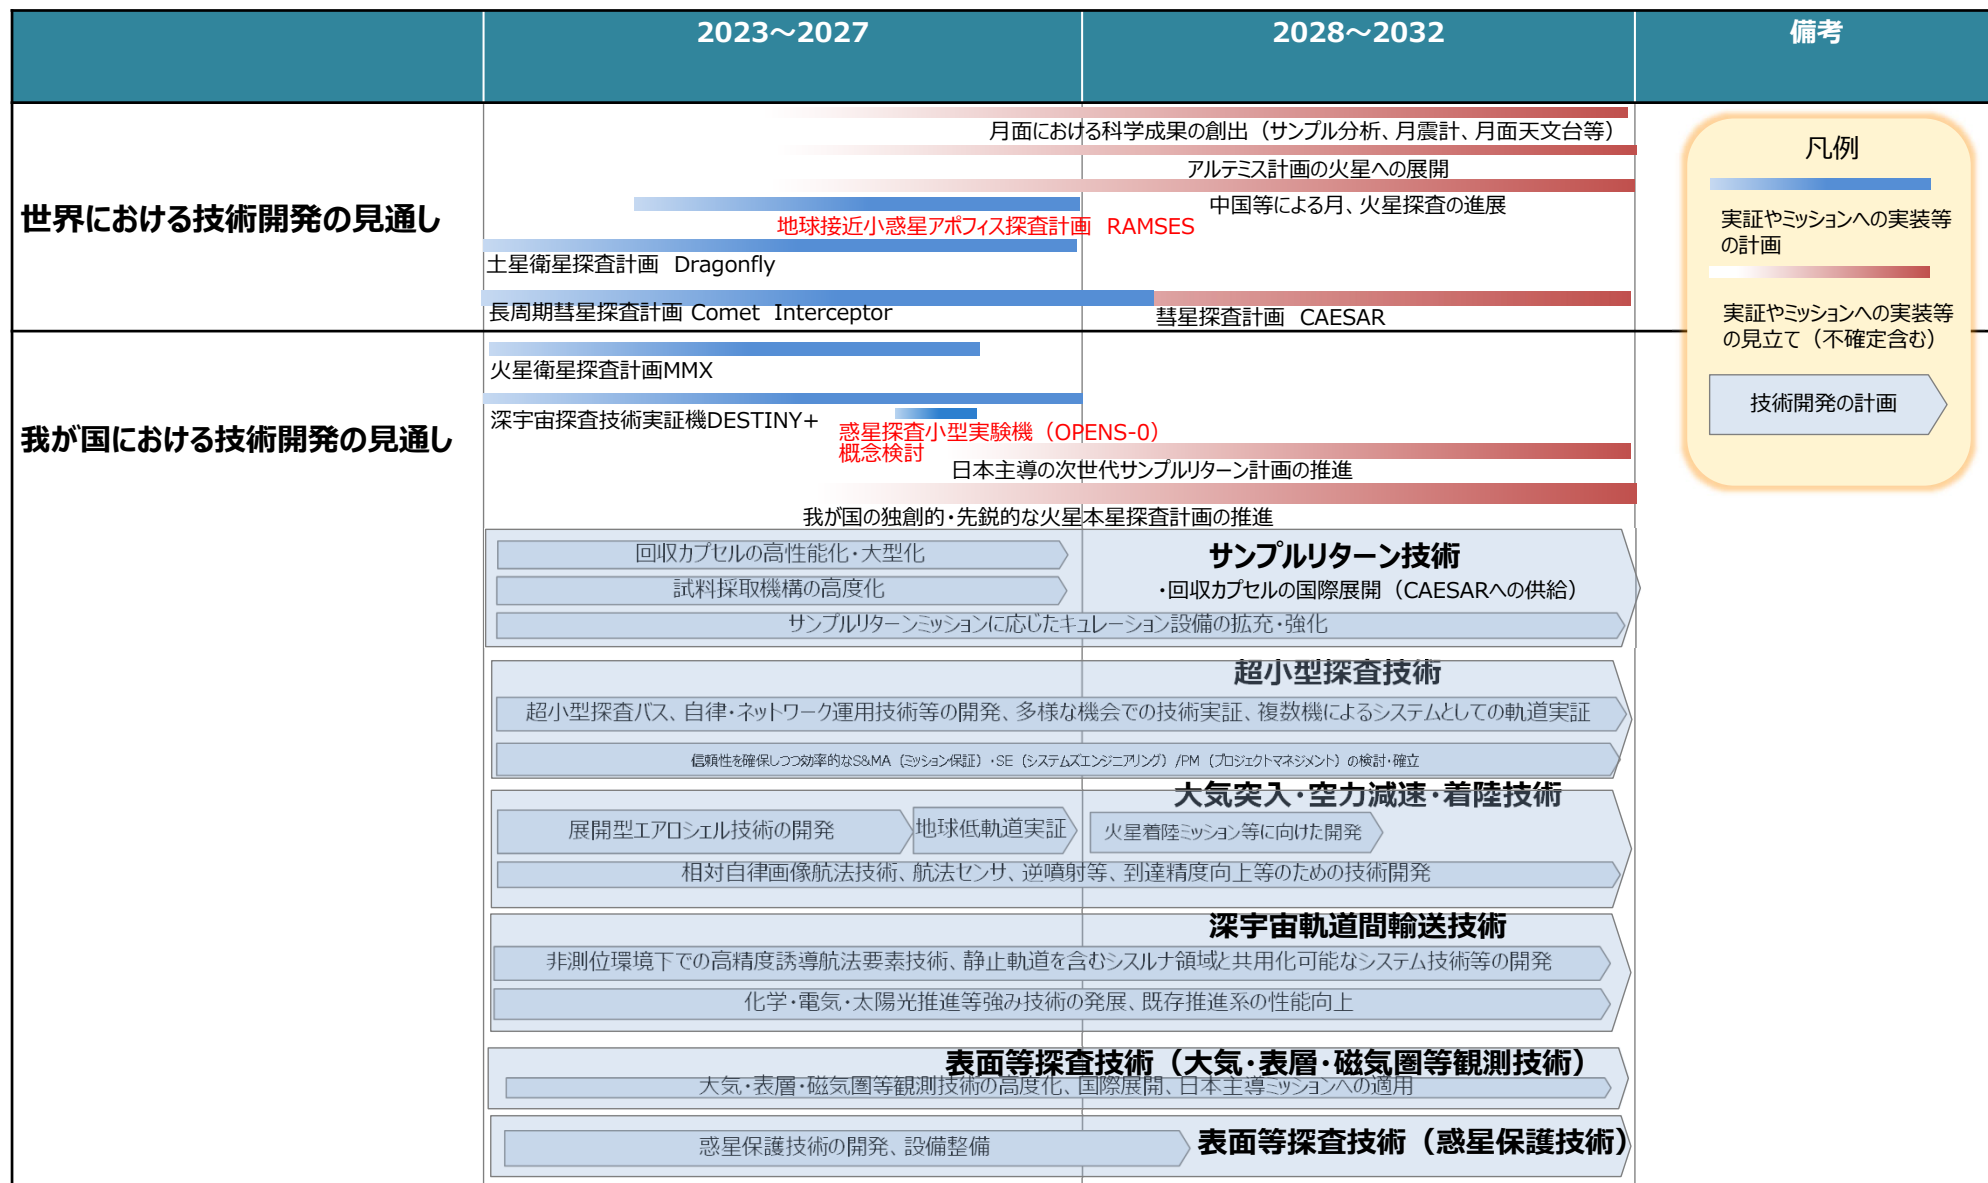 2023～2027
2028～2032
備考
世界における技術開発の見通し
月面における科学成果の創出（サンプル分析、月震計、月面天文台等）
アルテミス計画の火星への展開
中国等による月、火星探査の進展
地球接近小惑星アポフィス探査計画　RAMSES
土星衛星探査計画　Dragonfly
長周期彗星探査計画 Comet Interceptor
彗星探査計画　CAESAR
凡例
実証やミッションへの実装等
の計画
実証やミッションへの実装等
の見立て（不確定含む）
技術開発の計画
我が国における技術開発の見通し
火星衛星探査計画MMX
深宇宙探査技術実証機DESTINY+
惑星探査小型実験機（OPENS-0）
概念検討
日本主導の次世代サンプルリターン計画の推進
我が国の独創的・先鋭的な火星本星探査計画の推進
サンプルリターン技術
回収カプセルの高性能化・大型化
試料採取機構の高度化
・回収カプセルの国際展開（CAESARへの供給）
サンプルリターンミッションに応じたキュレーション設備の拡充・強化
超小型探査技術
超小型探査バス、自律・ネットワーク運用技術等の開発、多様な機会での技術実証、複数機によるシステムとしての軌道実証
信頼性を確保しつつ効率的なS&MA（ミッション保証）・SE（システムズエンジニアリング）/PM（プロジェクトマネジメント）の検討・確立
大気突入・空力減速・着陸技術
展開型エアロシェル技術の開発
地球低軌道実証
火星着陸ミッション等に向けた開発
相対自律画像航法技術、航法センサ、逆噴射等、到達精度向上等のための技術開発
深宇宙軌道間輸送技術
非測位環境下での高精度誘導航法要素技術、静止軌道を含むシスルナ領域と共用化可能なシステム技術等の開発
化学・電気・太陽光推進等強み技術の発展、既存推進系の性能向上
表面等探査技術（大気・表層・磁気圏等観測技術）
大気・表層・磁気圏等観測技術の高度化、国際展開、日本主導ミッションへの適用
表面等探査技術（惑星保護技術）
惑星保護技術の開発、設備整備